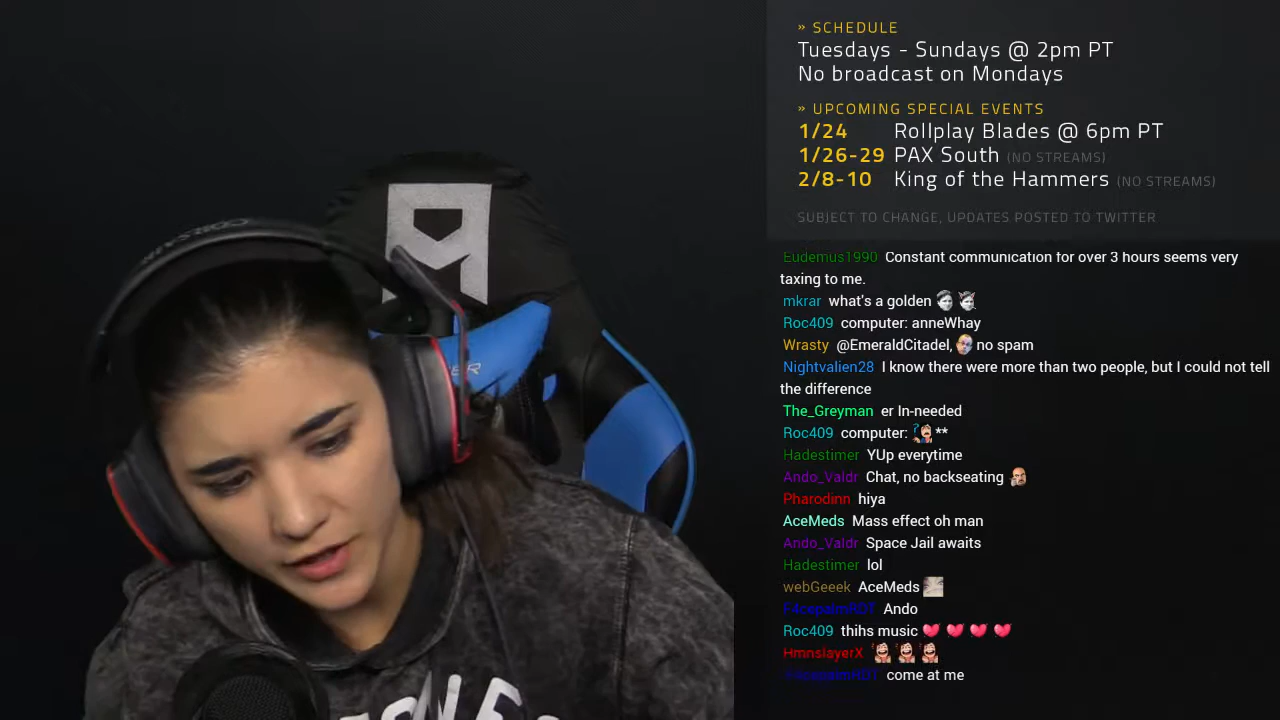 » SCHEDULE
Tuesdays - Sundays @ 2pm PT
No broadcast on Mondays
» UPCOMING SPECIAL EVENTS
1/24 Rollplay Blades @ 6pm PT
1/26-29 PAX South (NO STREAMS)
2/8-10 King of the Hammers (NO STREAMS)
SUBJECT TO CHANGE, UPDATES POSTED TO TWITTER
Eudemus1990 Constant communication for over 3 hours seems very
taxing to me.
mkrar what's a golden
Roc409 computer: anneWhay
Wrasty @EmeraldCitadel, no spam
Nightvalien28 I know there were more than two people, but I could not tell
the difference
The_Greyman er In-needed
Roc409 computer: **
Hadestimer YUp everytime
Ando_Valdr Chat, no backseating
Pharodinn hiya
AceMeds Mass effect oh man
Ando_Valdr Space Jail awaits
Hadestimer lol
webGeeek AceMeds
F4cepalmROT Ando
Roc409 thihs music
HmnslayerX
F4cepalmROT come at me
CORSAIR